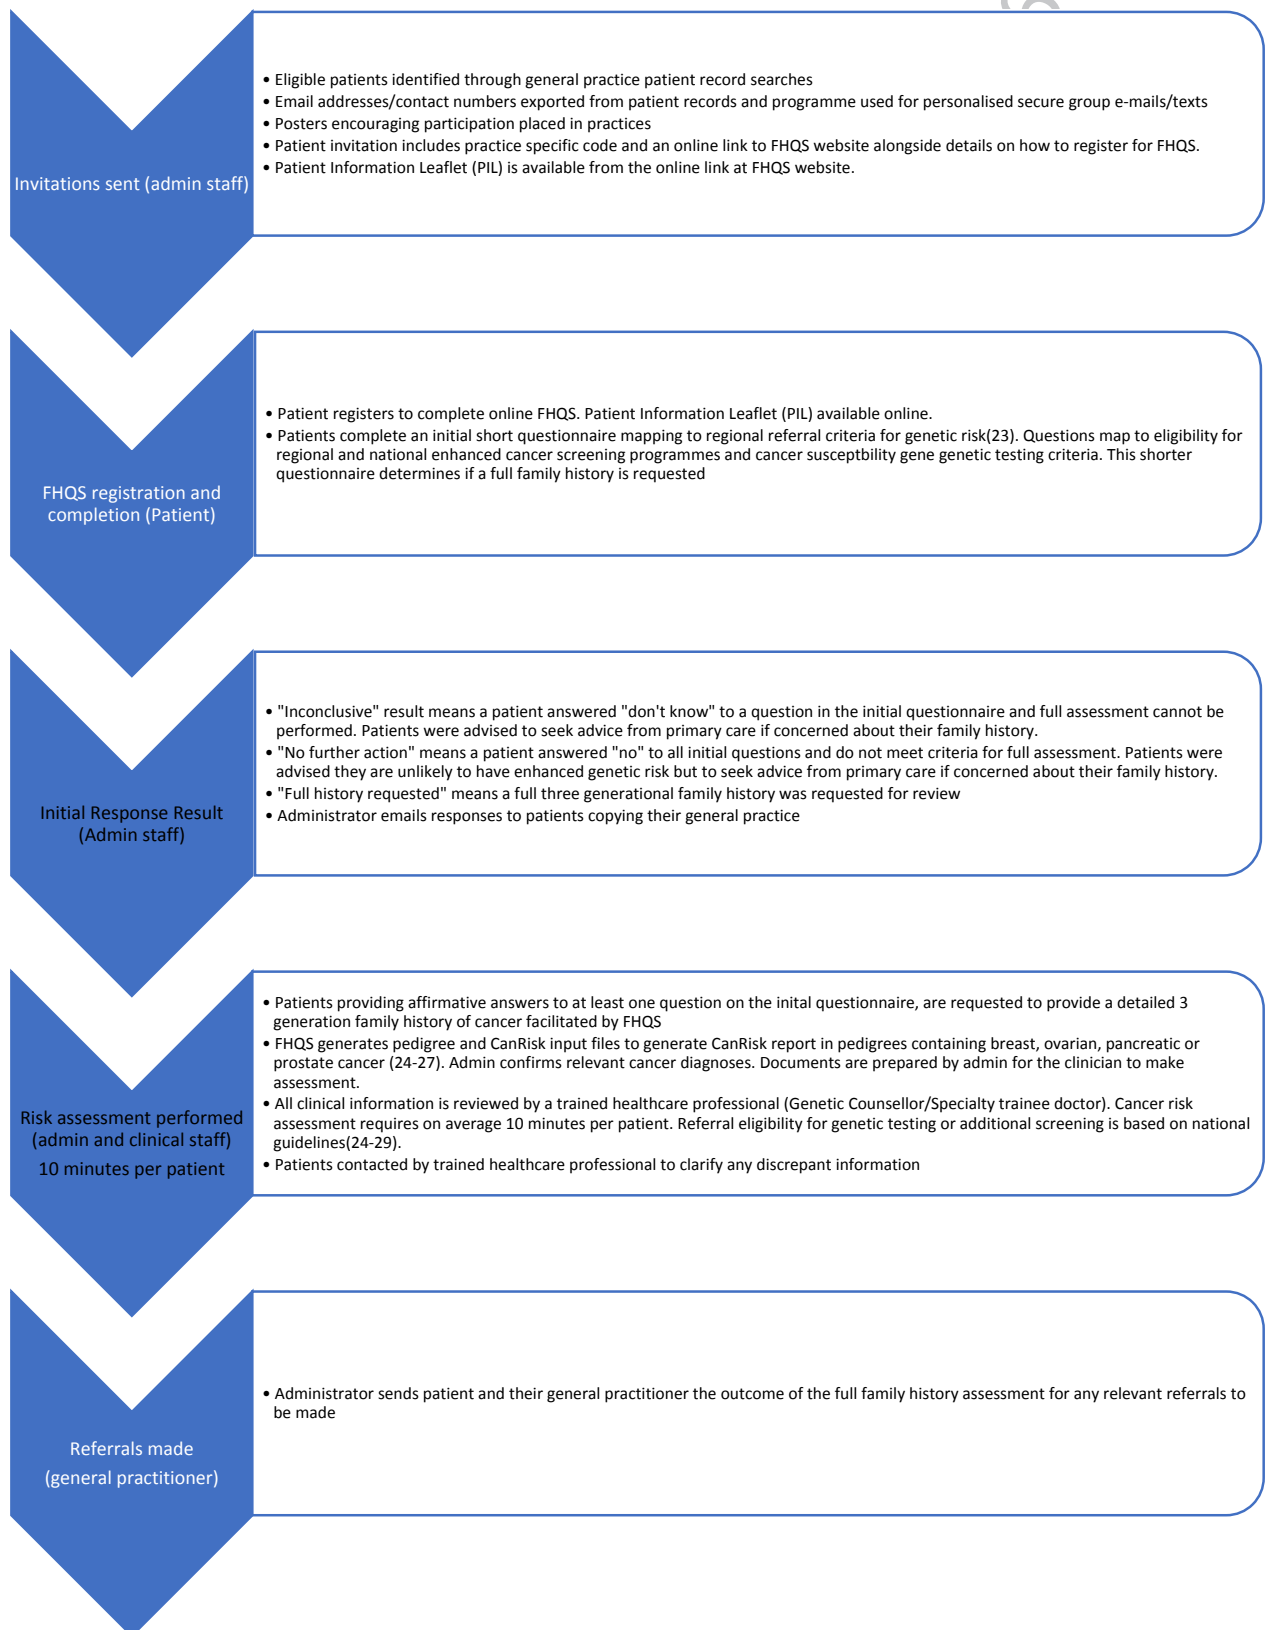 Invitations sent (admin staff)
• Eligible patients identified through general practice patient record searches
• Email addresses/contact numbers exported from patient records and programme used for personalised secure group e-mails/texts
• Posters encouraging participation placed in practices
• Patient invitation includes practice specific code and an online link to FHQS website alongside details on how to register for FHQS.
• Patient Information Leaflet (PIL) is available from the online link at FHQS website.
FHQS registration and
completion (Patient)
• Patient registers to complete online FHQS. Patient Information Leaflet (PIL) available online.
• Patients complete an initial short questionnaire mapping to regional referral criteria for genetic risk(23). Questions map to eligibility for
regional and national enhanced cancer screening programmes and cancer susceptbility gene genetic testing criteria. This shorter
questionnaire determines if a full family history is requested
Initial Response Result
(Admin staff)
• "Inconclusive" result means a patient answered "don't know" to a question in the initial questionnaire and full assessment cannot be
performed. Patients were advised to seek advice from primary care if concerned about their family history.
• "No further action" means a patient answered "no" to all initial questions and do not meet criteria for full assessment. Patients were
advised they are unlikely to have enhanced genetic risk but to seek advice from primary care if concerned about their family history.
• "Full history requested" means a full three generational family history was requested for review
• Administrator emails responses to patients copying their general practice
Risk assessment performed
(admin and clinical staff)
10 minutes per patient
• Patients providing affirmative answers to at least one question on the inital questionnaire, are requested to provide a detailed 3
generation family history of cancer facilitated by FHQS
• FHQS generates pedigree and CanRisk input files to generate CanRisk report in pedigrees containing breast, ovarian, pancreatic or
prostate cancer (24-27). Admin confirms relevant cancer diagnoses. Documents are prepared by admin for the clinician to make
assessment.
• All clinical information is reviewed by a trained healthcare professional (Genetic Counsellor/Specialty trainee doctor). Cancer risk
assessment requires on average 10 minutes per patient. Referral eligibility for genetic testing or additional screening is based on national
guidelines(24-29).
• Patients contacted by trained healthcare professional to clarify any discrepant information
Referrals made
(general practitioner)
• Administrator sends patient and their general practitioner the outcome of the full family history assessment for any relevant referrals to
be made